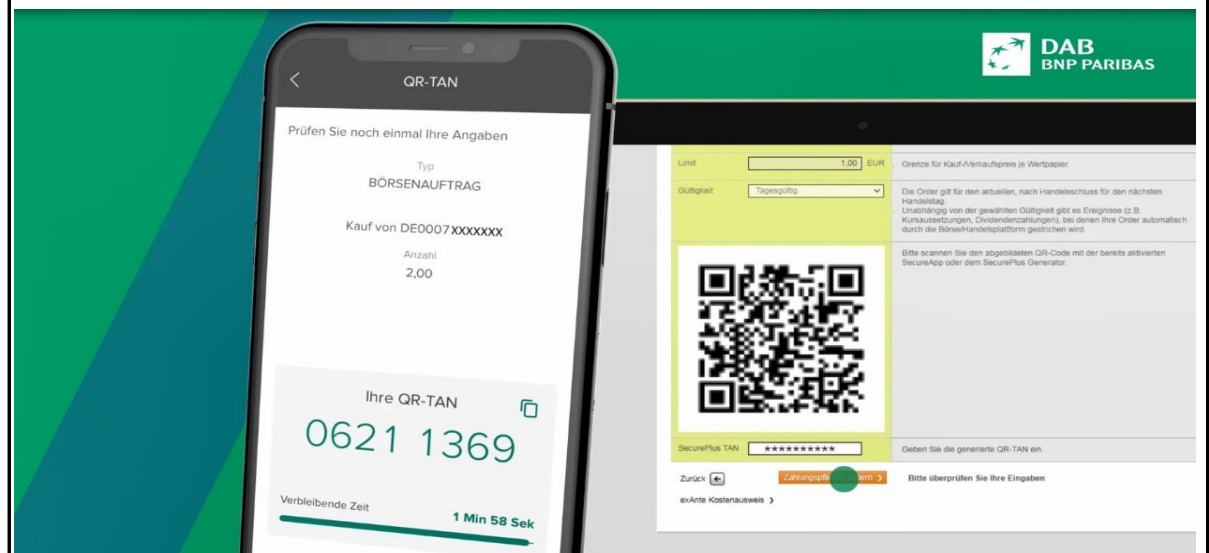 QR-TAN
Prüfen Sie noch einmal Ihre Angaben
Typ
BÖRSENAUFTRAG
Kauf von DE0007XXXXXXX
Anzahl
2,00
Ihre QR-TAN
0621 1369
Verbleibende Zeit
1 Min 58 Sek
DAB
BNP PARIBAS
Limit
1,00 EUR
Grenze für Kauf-/Verkaufspreis je Wertpapier.
Gültigkeit
Tagesgültig
Die Order gilt für den aktuellen, nach Handelsschluss für den nächsten
Handelstag.
Unabhängig von der gewählten Gültigkeit gibt es Ereignisse (z.B.
Kursaussetzungen, Dividendenzahlungen), bei denen Ihre Order automatisch
durch die Börse/Handelsplattform gestrichen wird.
Bitte scannen Sie den abgebildeten QR-Code mit der bereits aktivierten
SecureApp oder dem SecurePlus Generator.
SecurePlus TAN
**********
Geben Sie die generierte QR-TAN ein.
Zurück
Bitte überprüfen Sie Ihre Eingaben
exAnte Kostenausweis